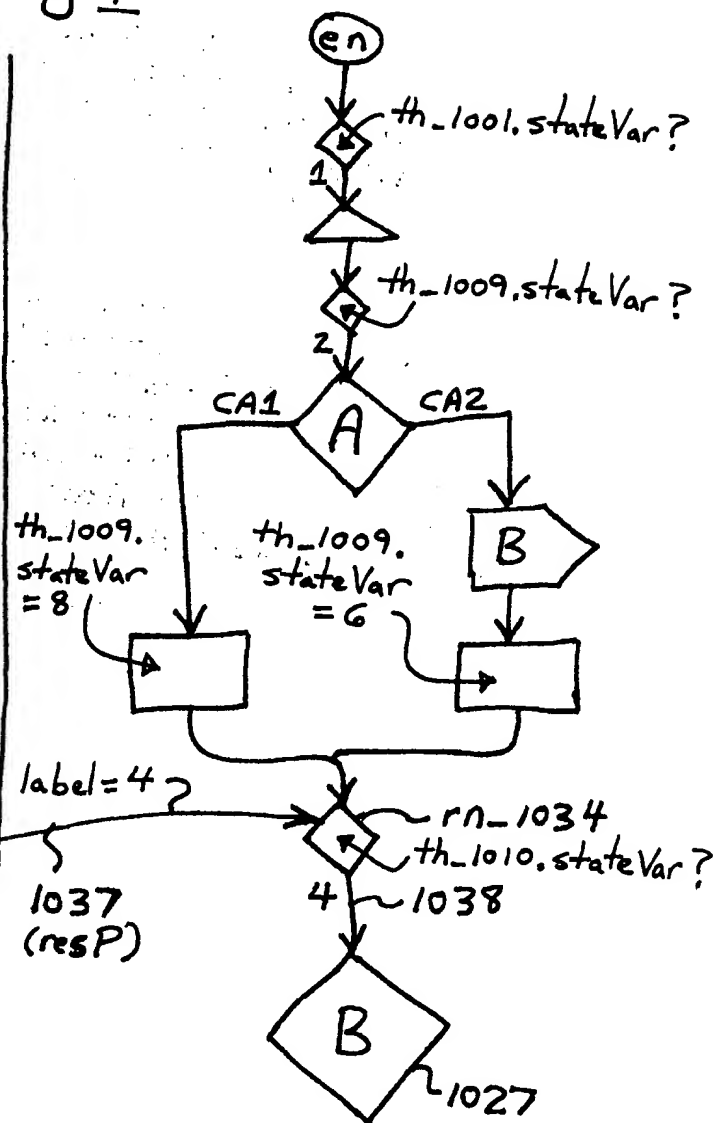 g 1
en
th_1001.stateVar?
1
th_1009.stateVar?
2
CA1
A
CA2
B
th_1009.
stateVar
= 8
th_1009.
stateVar
= 6
label=4
rn_1034
th_1010.stateVar?
1037
(resP)
4
1038
B
1027